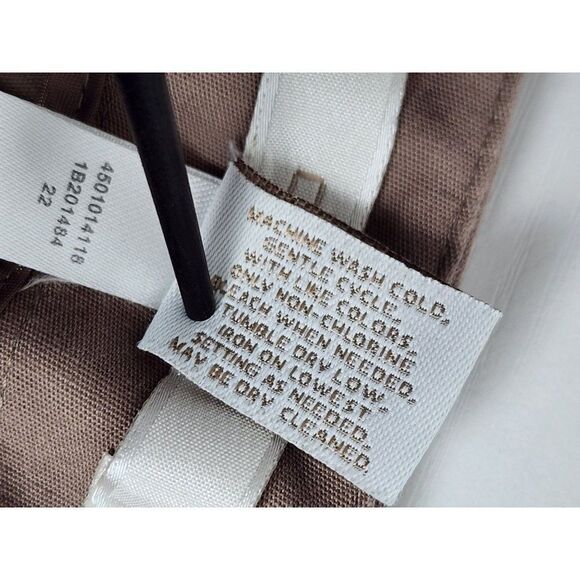 4501014118
1B201484
22
MACHINE WASH COLD,
GENTLE CYCLE,
WITH LIKE COLORS.
ONLY NON-CHLORINE
BLEACH WHEN NEEDED.
TUMBLE DRY LOW.
IRON ON LOWEST
SETTING AS NEEDED.
MAY BE DRY CLEANED.